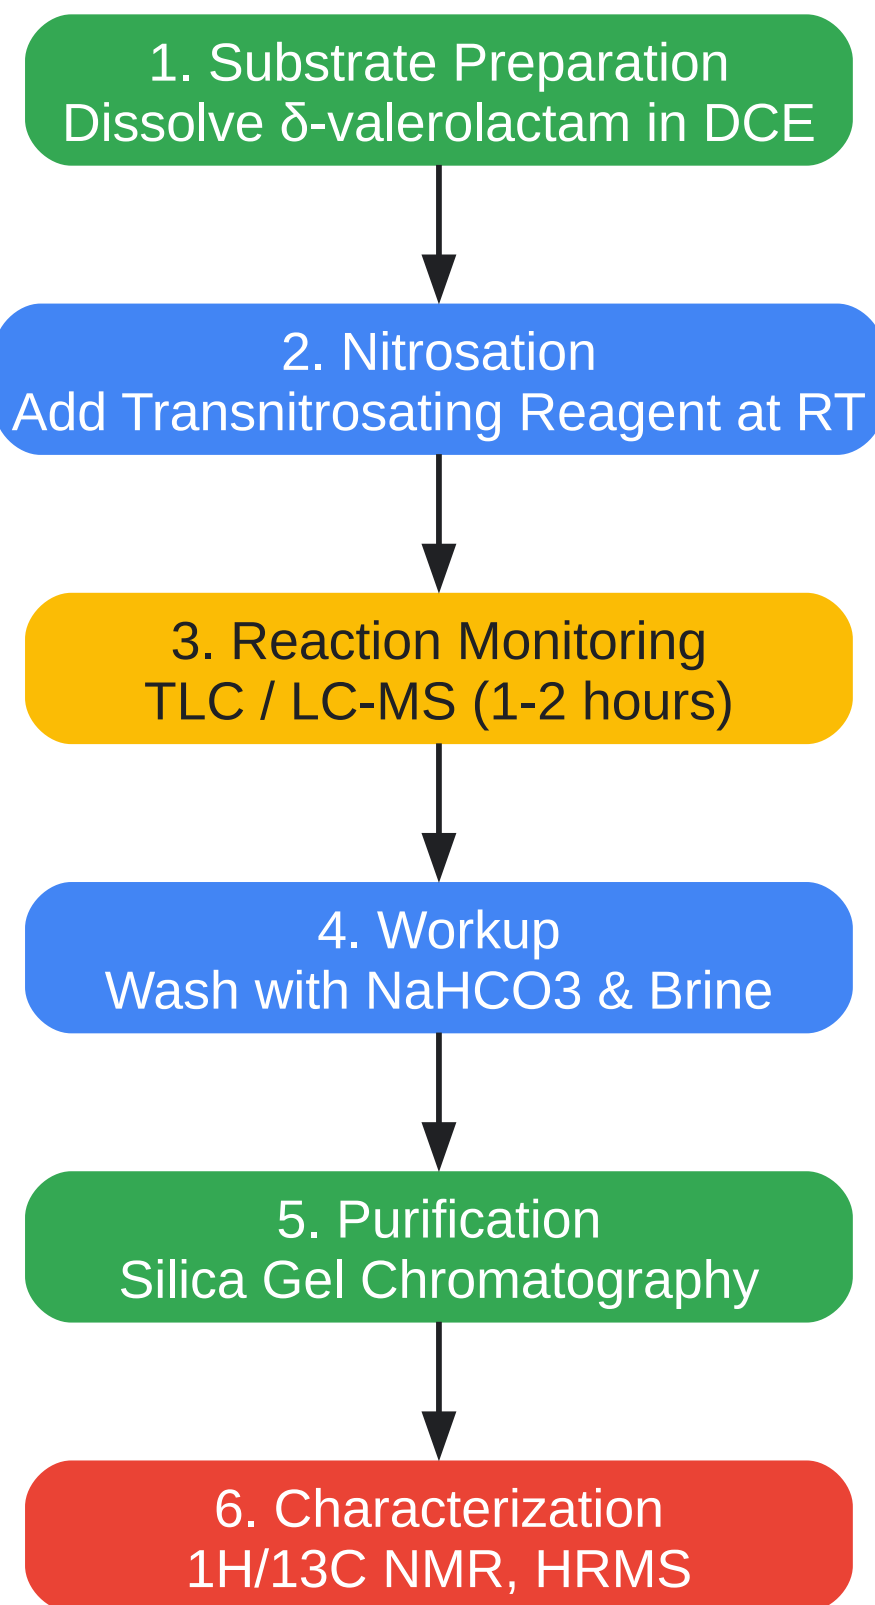 1. Substrate Preparation
Dissolve δ-valerolactam in DCE
2. Nitrosation
Add Transnitrosating Reagent at RT
3. Reaction Monitoring
TLC / LC-MS (1-2 hours)
4. Workup
Wash with NaHCO3 & Brine
5. Purification
Silica Gel Chromatography
6. Characterization
1H/13C NMR, HRMS